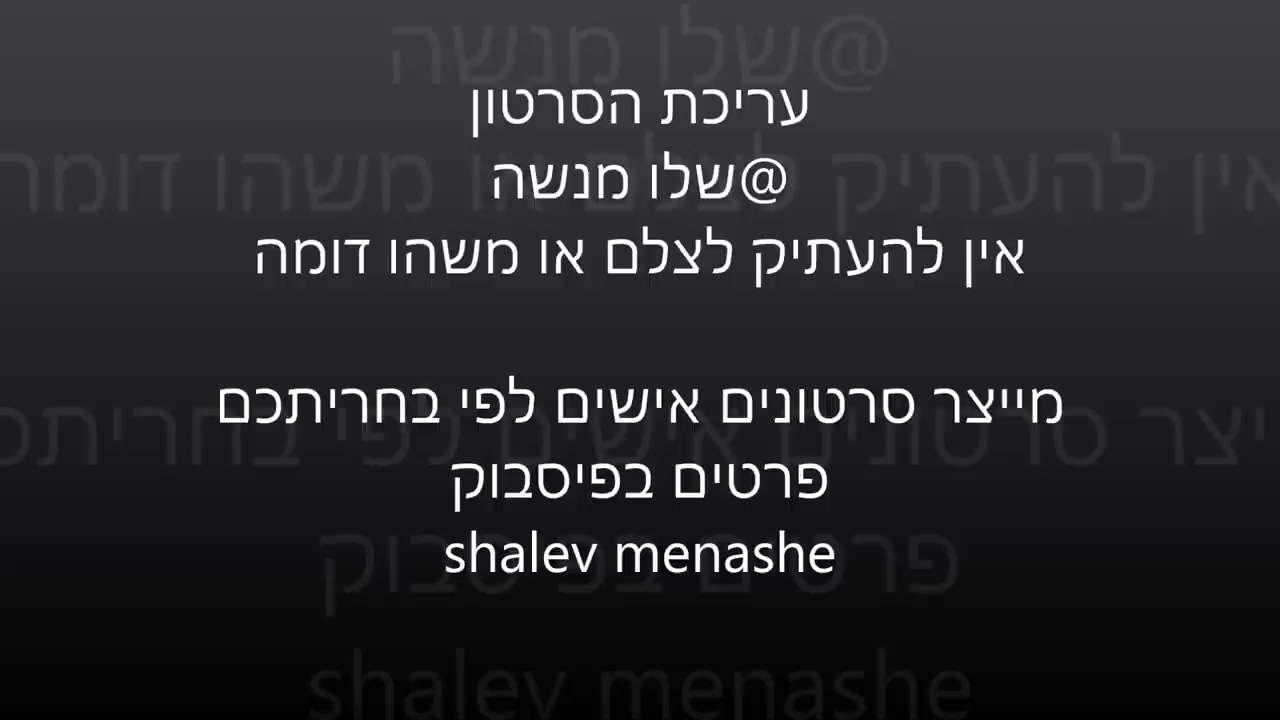 עריכת הסרטון
@שלו מנשה
אין להעתיק לצלם או משהו דומה
מייצר סרטונים אישים לפי בחריתכם
פרטים בפיסבוק
shalev menashe